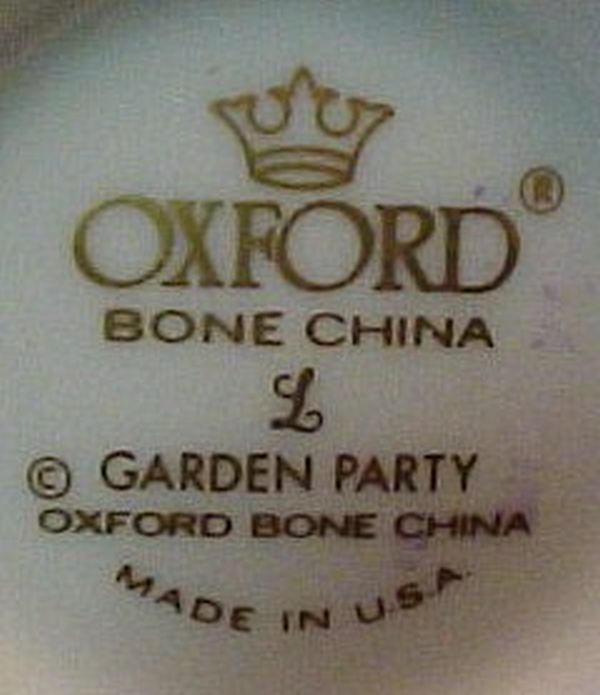 OXFORD®
BONE CHINA
L
© GARDEN PARTY
OXFORD BONE CHINA
MADE IN U.S.A.